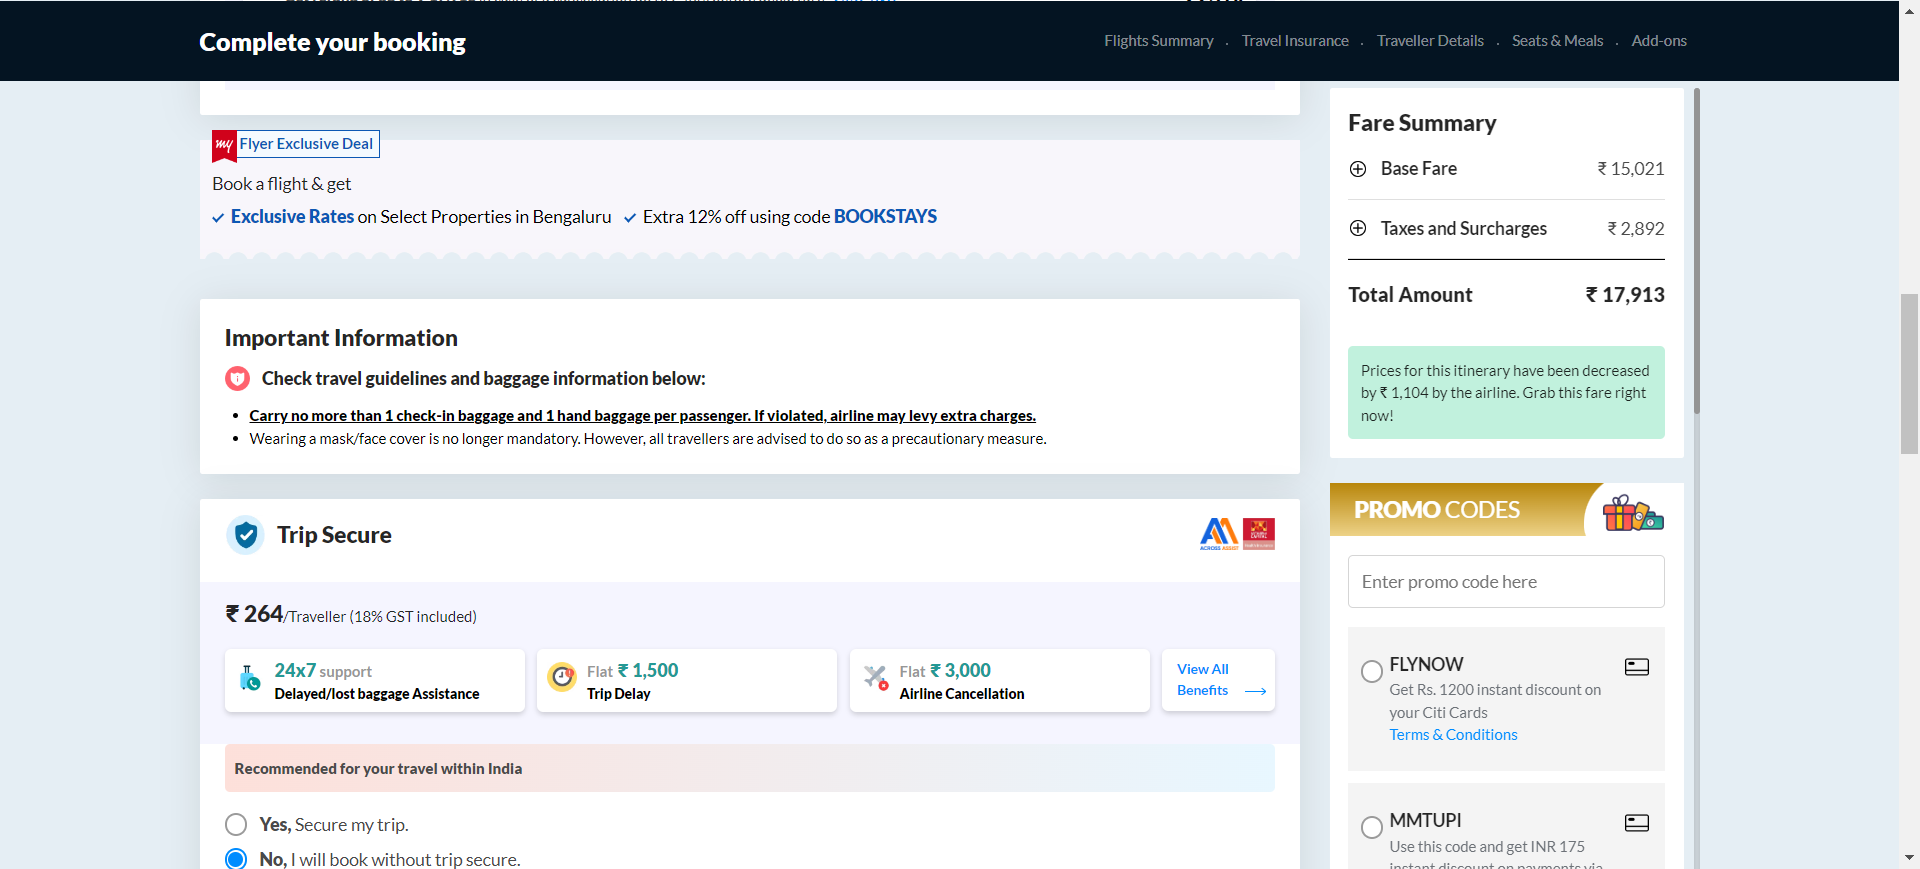 Complete your booking
Flights Summary . Travel Insurance . Traveller Details . Seats & Meals . Add-ons
my Flyer Exclusive Deal
Book a flight & get
Exclusive Rates on Select Properties in Bengaluru Extra 12% off using code BOOKSTAYS
Important Information
Check travel guidelines and baggage information below:
• Carry no more than 1 check-in baggage and 1 hand baggage per passenger. If violated, airline may levy extra charges.
• Wearing a mask/face cover is no longer mandatory. However, all travellers are advised to do so as a precautionary measure.
Trip Secure
ACROSS ASSIST
₹ 264/Traveller (18% GST included)
24x7 support
Delayed/lost baggage Assistance
Flat ₹ 1,500
Trip Delay
Flat ₹ 3,000
Airline Cancellation
View All
Benefits
Recommended for your travel within India
Yes, Secure my trip.
No, I will book without trip secure.
Fare Summary
Base Fare ₹ 15,021
Taxes and Surcharges ₹ 2,892
Total Amount ₹ 17,913
Prices for this itinerary have been decreased
by ₹ 1,104 by the airline. Grab this fare right
now!
PROMO CODES
Enter promo code here
FLYNOW
Get Rs. 1200 instant discount on
your Citi Cards
Terms & Conditions
MMTUPI
Use this code and get INR 175
instant discount on payments via